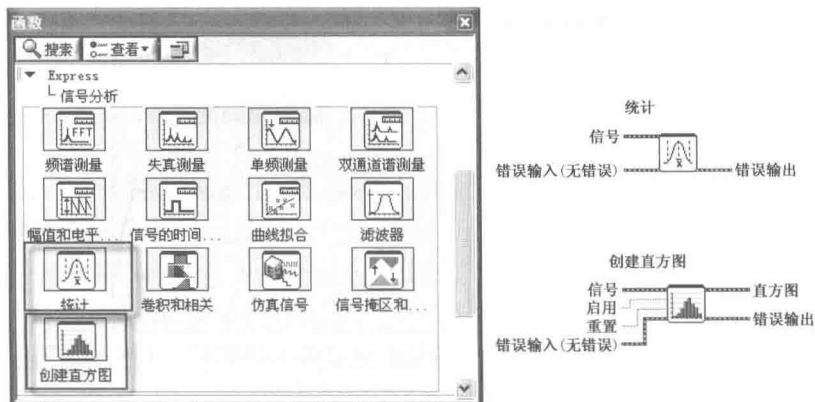 函数
搜索 查看
Express
信号分析
FFT
频谱测量 失真测量 单频测量 双通道谱测量
幅值和电平... 信号的时间... 曲线拟合 滤波器
统计 卷积和相关 仿真信号 信号掩区和...
创建直方图
统计
信号
错误输入(无错误) 错误输出
创建直方图
信号 直方图
启用 错误输出
重置
错误输入(无错误)